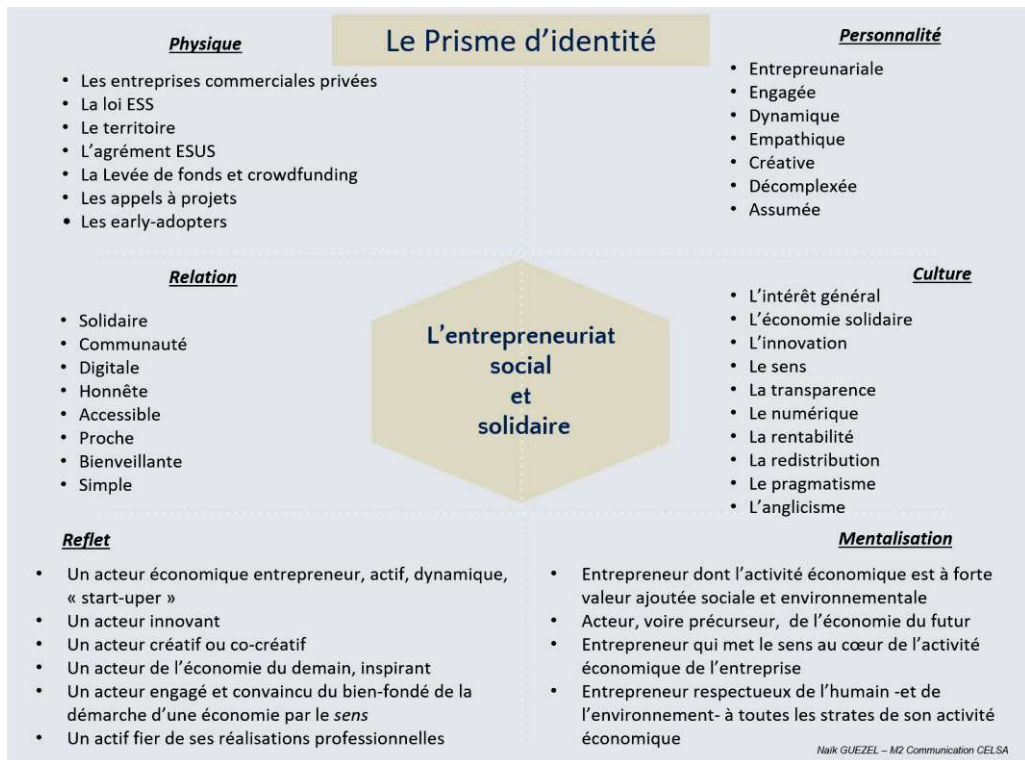 Le Prisme d’identité
Physique
• Les entreprises commerciales privées
• La loi ESS
• Le territoire
• L’agrément ESUS
• La Levée de fonds et crowdfunding
• Les appels à projets
• Les early-adopters
Personnalité
• Entrepreunariale
• Engagée
• Dynamique
• Empathique
• Créative
• Décomplexée
• Assumée
Relation
• Solidaire
• Communauté
• Digitale
• Honnête
• Accessible
• Proche
• Bienveillante
• Simple
L’entrepreneuriat
social
et
solidaire
Culture
• L’intérêt général
• L’économie solidaire
• L’innovation
• Le sens
• La transparence
• Le numérique
• La rentabilité
• La redistribution
• Le pragmatisme
• L’anglicisme
Reflet
• Un acteur économique entrepreneur, actif, dynamique,
« start-uper »
• Un acteur innovant
• Un acteur créatif ou co-créatif
• Un acteur de l’économie du demain, inspirant
• Un acteur engagé et convaincu du bien-fondé de la
démarche d’une économie par le sens
• Un actif fier de ses réalisations professionnelles
Mentalisation
• Entrepreneur dont l’activité économique est à forte
valeur ajoutée sociale et environnementale
• Acteur, voire précurseur, de l’économie du futur
• Entrepreneur qui met le sens au cœur de l’activité
économique de l’entreprise
• Entrepreneur respectueux de l’humain -et de
l’environnement- à toutes les strates de son activité
économique
Naïk GUEZEL – M2 Communication CELSA